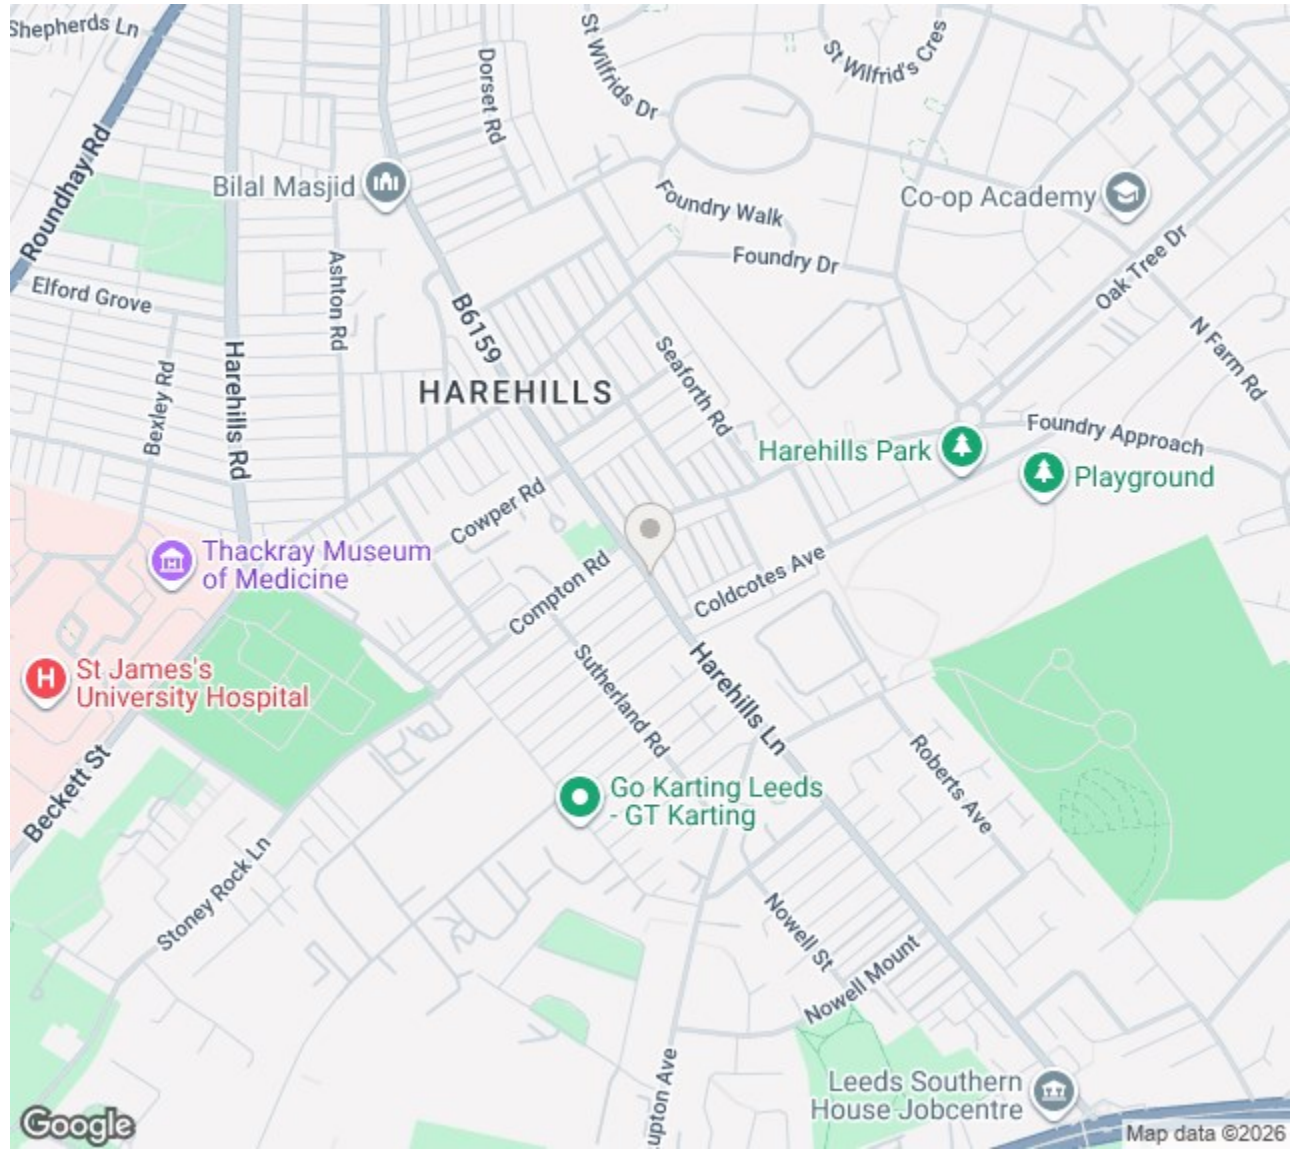 Shepherds Ln
St Wilfrids Dr
St Wilfrid's Cres
Dorset Rd
Roundhay Rd
Bilal Masjid
Co-op Academy
Foundry Walk
Foundry Dr
Oak Tree Dr
Elford Grove
Ashton Rd
B6159
N Farm Rd
Harehills Rd
Bexley Rd
Seaforth Rd
HAREHILLS
Foundry Approach
Harehills Park
Playground
Cowper Rd
Thackray Museum
of Medicine
Compton Rd
Coldcotes Ave
St James's
University Hospital
Sutherland Rd
Harehills Ln
Beckett St
Roberts Ave
Go Karting Leeds
- GT Karting
Stoney Rock Ln
Nowell St
Nowell Mount
upton Ave
Leeds Southern
House Jobcentre
Google
Map data ©2026